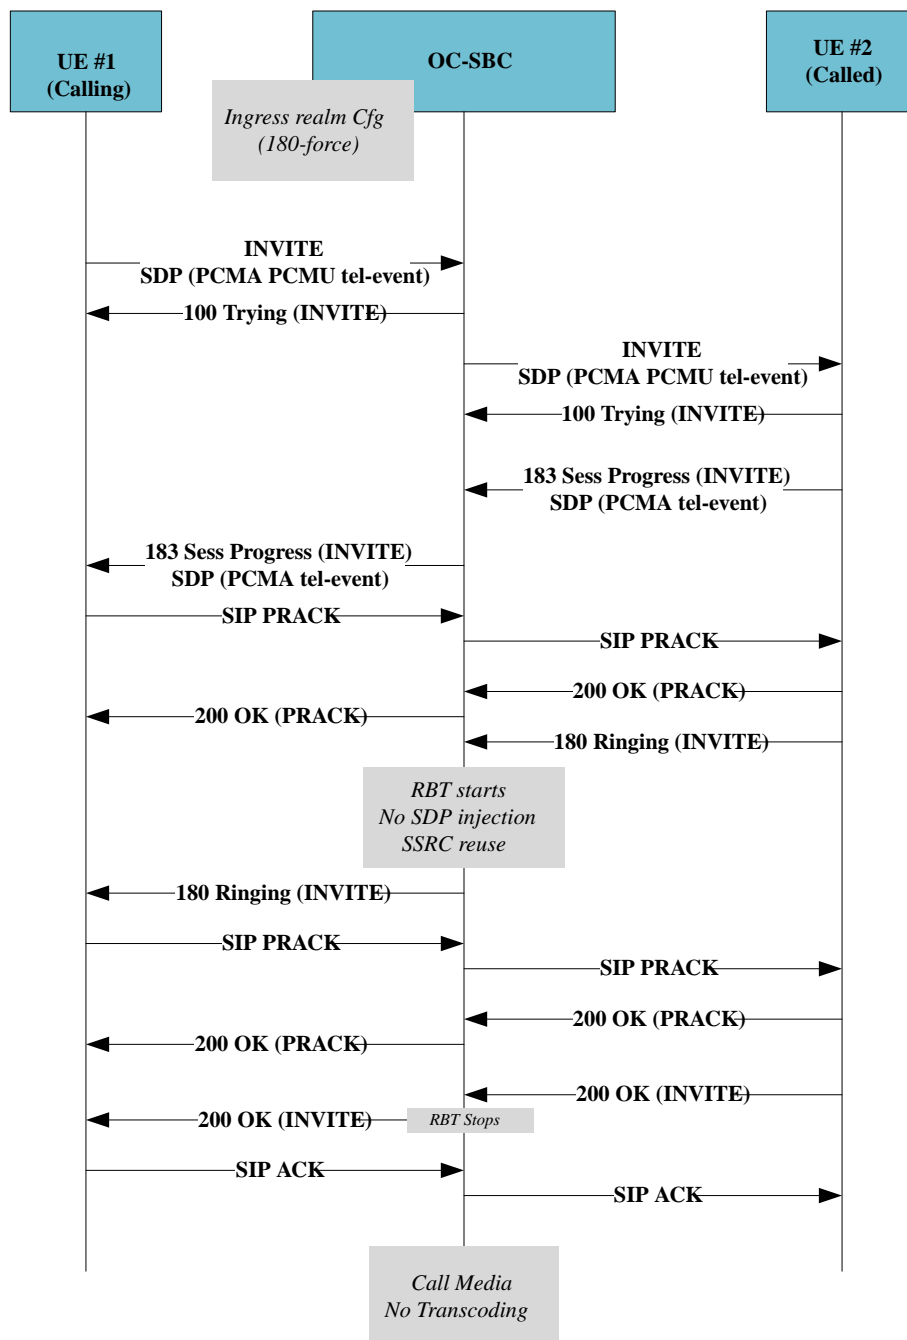 UE #1
(Calling)
OC-SBC
UE #2
(Called)
Ingress realm Cfg
(180-force)
INVITE
SDP (PCMA PCMU tel-event)
100 Trying (INVITE)
INVITE
SDP (PCMA PCMU tel-event)
100 Trying (INVITE)
183 Sess Progress (INVITE)
SDP (PCMA tel-event)
183 Sess Progress (INVITE)
SDP (PCMA tel-event)
SIP PRACK
SIP PRACK
200 OK (PRACK)
200 OK (PRACK)
180 Ringing (INVITE)
RBT starts
No SDP injection
SSRC reuse
180 Ringing (INVITE)
SIP PRACK
SIP PRACK
200 OK (PRACK)
200 OK (PRACK)
200 OK (INVITE)
200 OK (INVITE)
RBT Stops
SIP ACK
SIP ACK
Call Media
No Transcoding